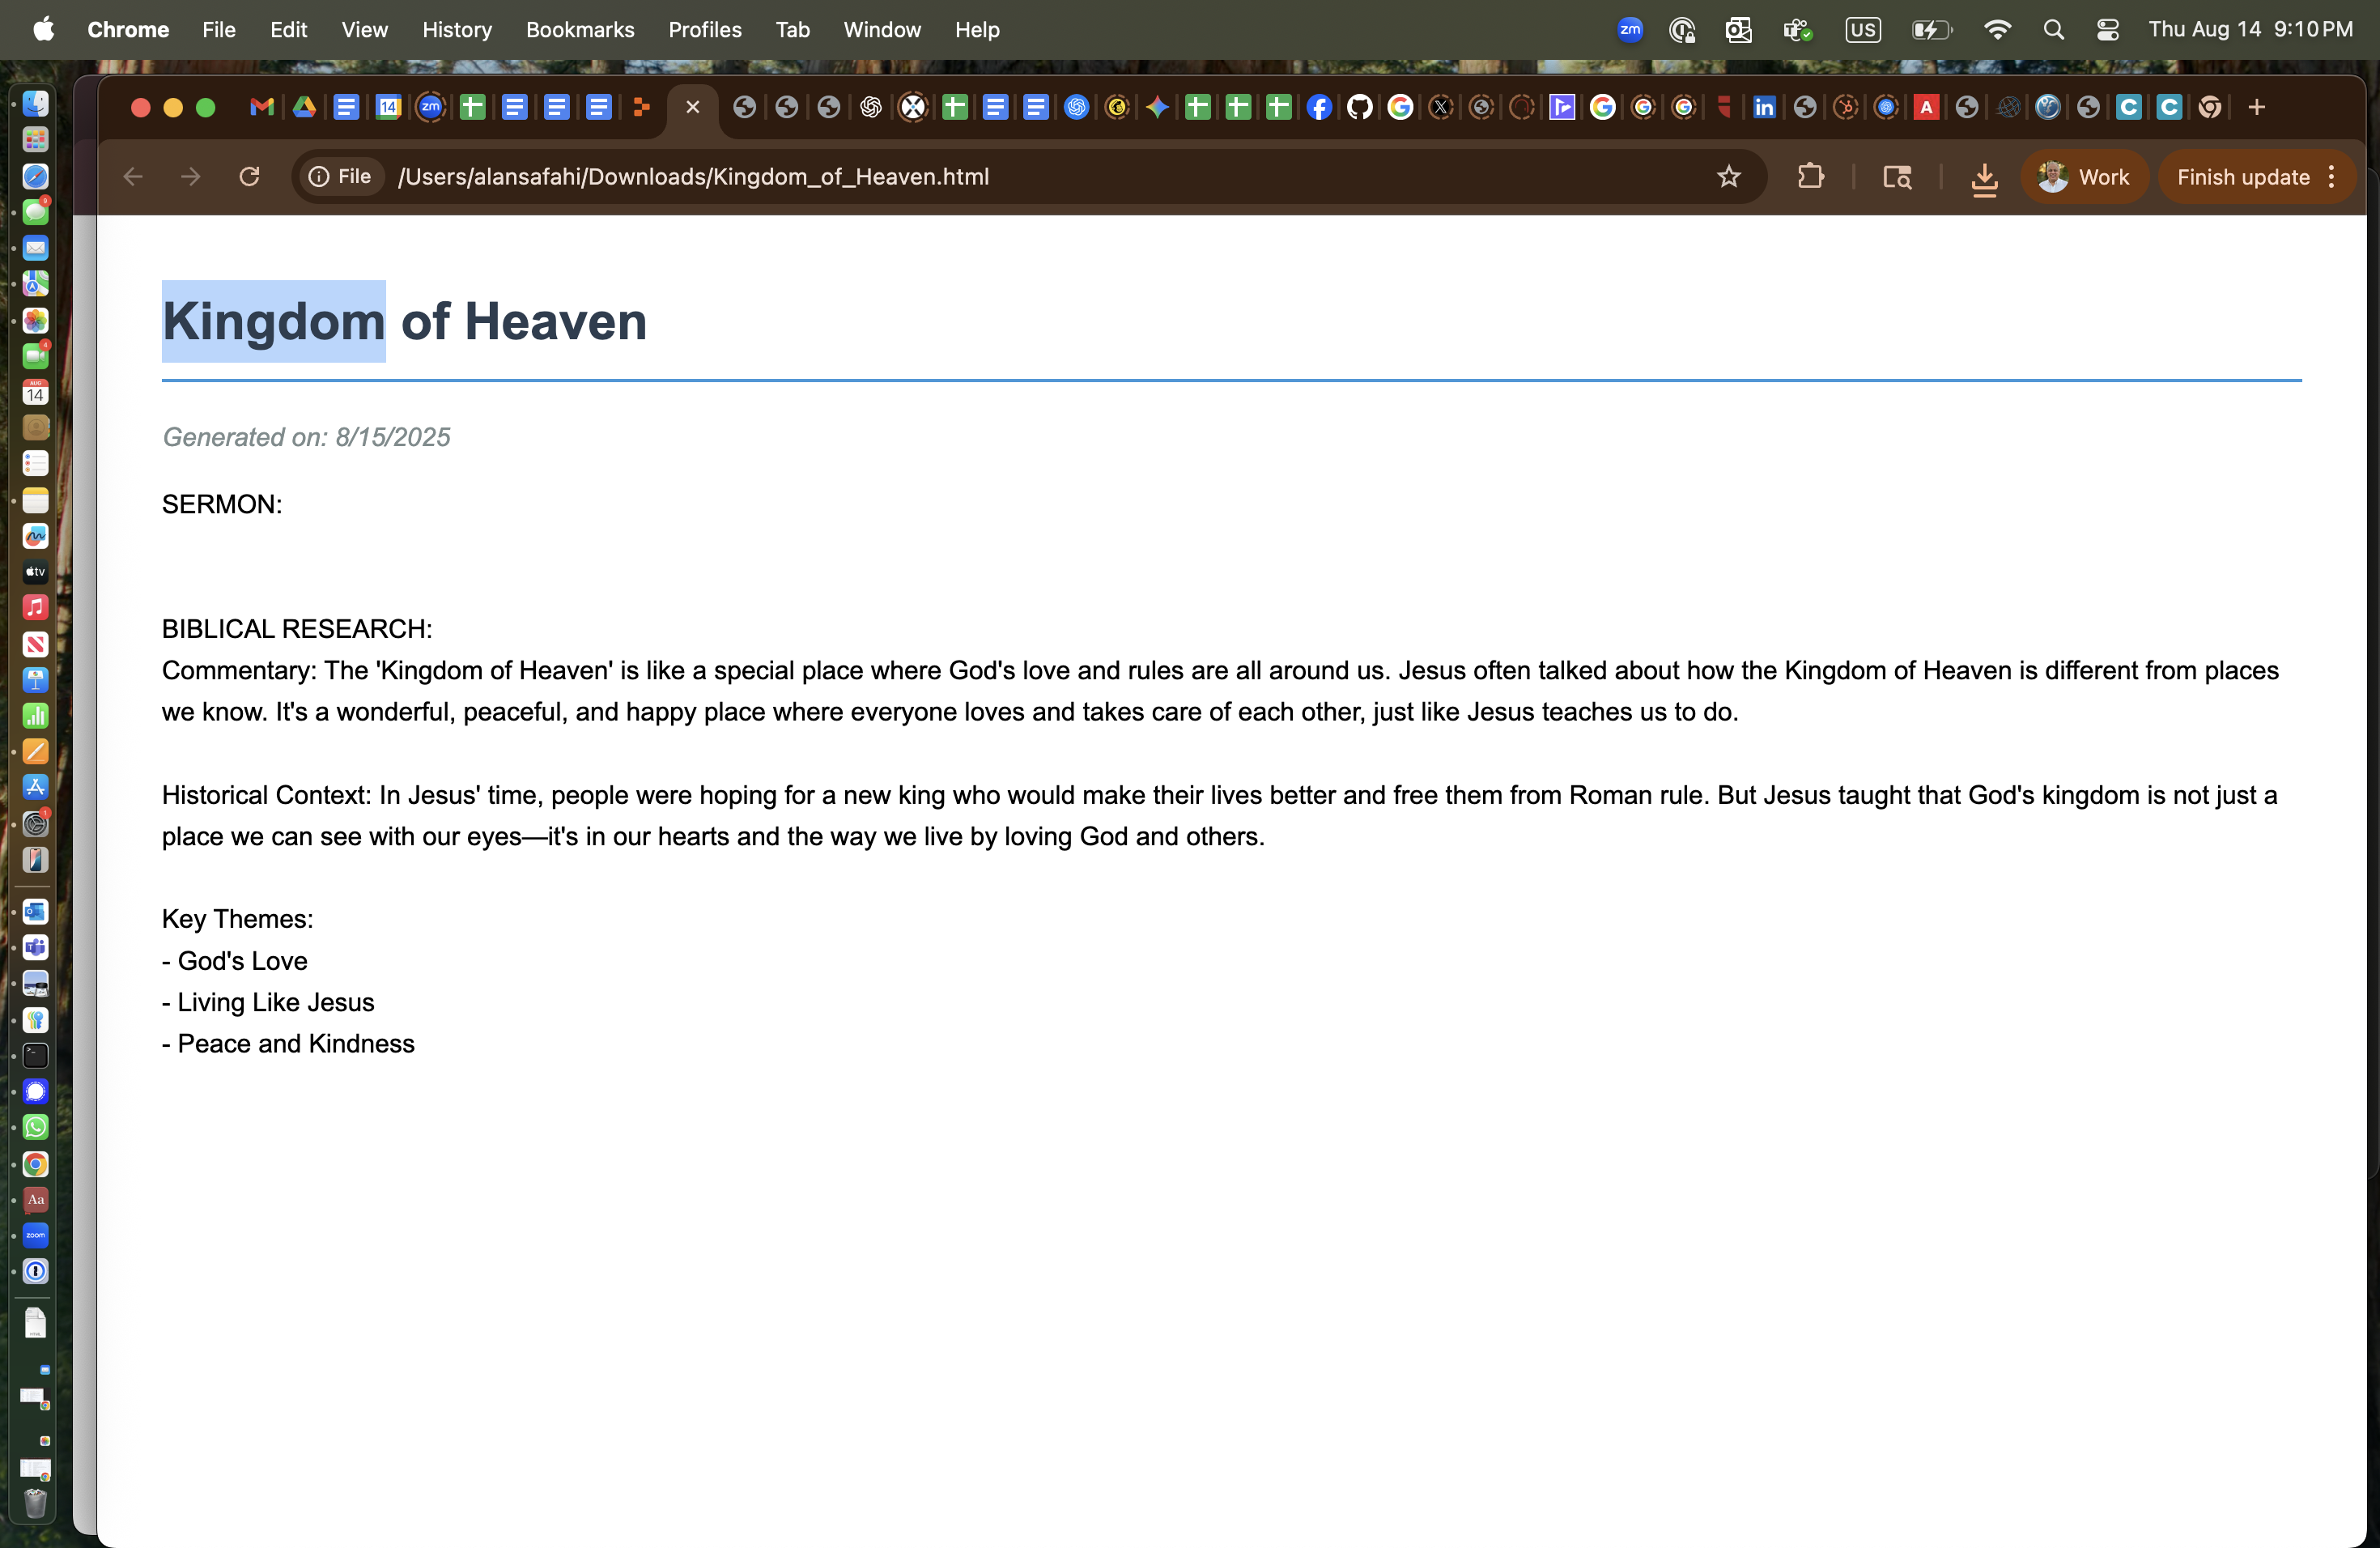 Chrome File Edit View History Bookmarks Profiles Tab Window Help zm US Thu Aug 14 9:10 PM
14 zm X in A C C
File /Users/alansafahi/Downloads/Kingdom_of_Heaven.html Work Finish update
Kingdom of Heaven
Generated on: 8/15/2025
SERMON:
BIBLICAL RESEARCH:
Commentary: The 'Kingdom of Heaven' is like a special place where God's love and rules are all around us. Jesus often talked about how the Kingdom of Heaven is different from places
we know. It's a wonderful, peaceful, and happy place where everyone loves and takes care of each other, just like Jesus teaches us to do.
Historical Context: In Jesus' time, people were hoping for a new king who would make their lives better and free them from Roman rule. But Jesus taught that God's kingdom is not just a
place we can see with our eyes—it's in our hearts and the way we live by loving God and others.
Key Themes:
- God's Love
- Living Like Jesus
- Peace and Kindness
AUG
14
tv
Aa
zoom